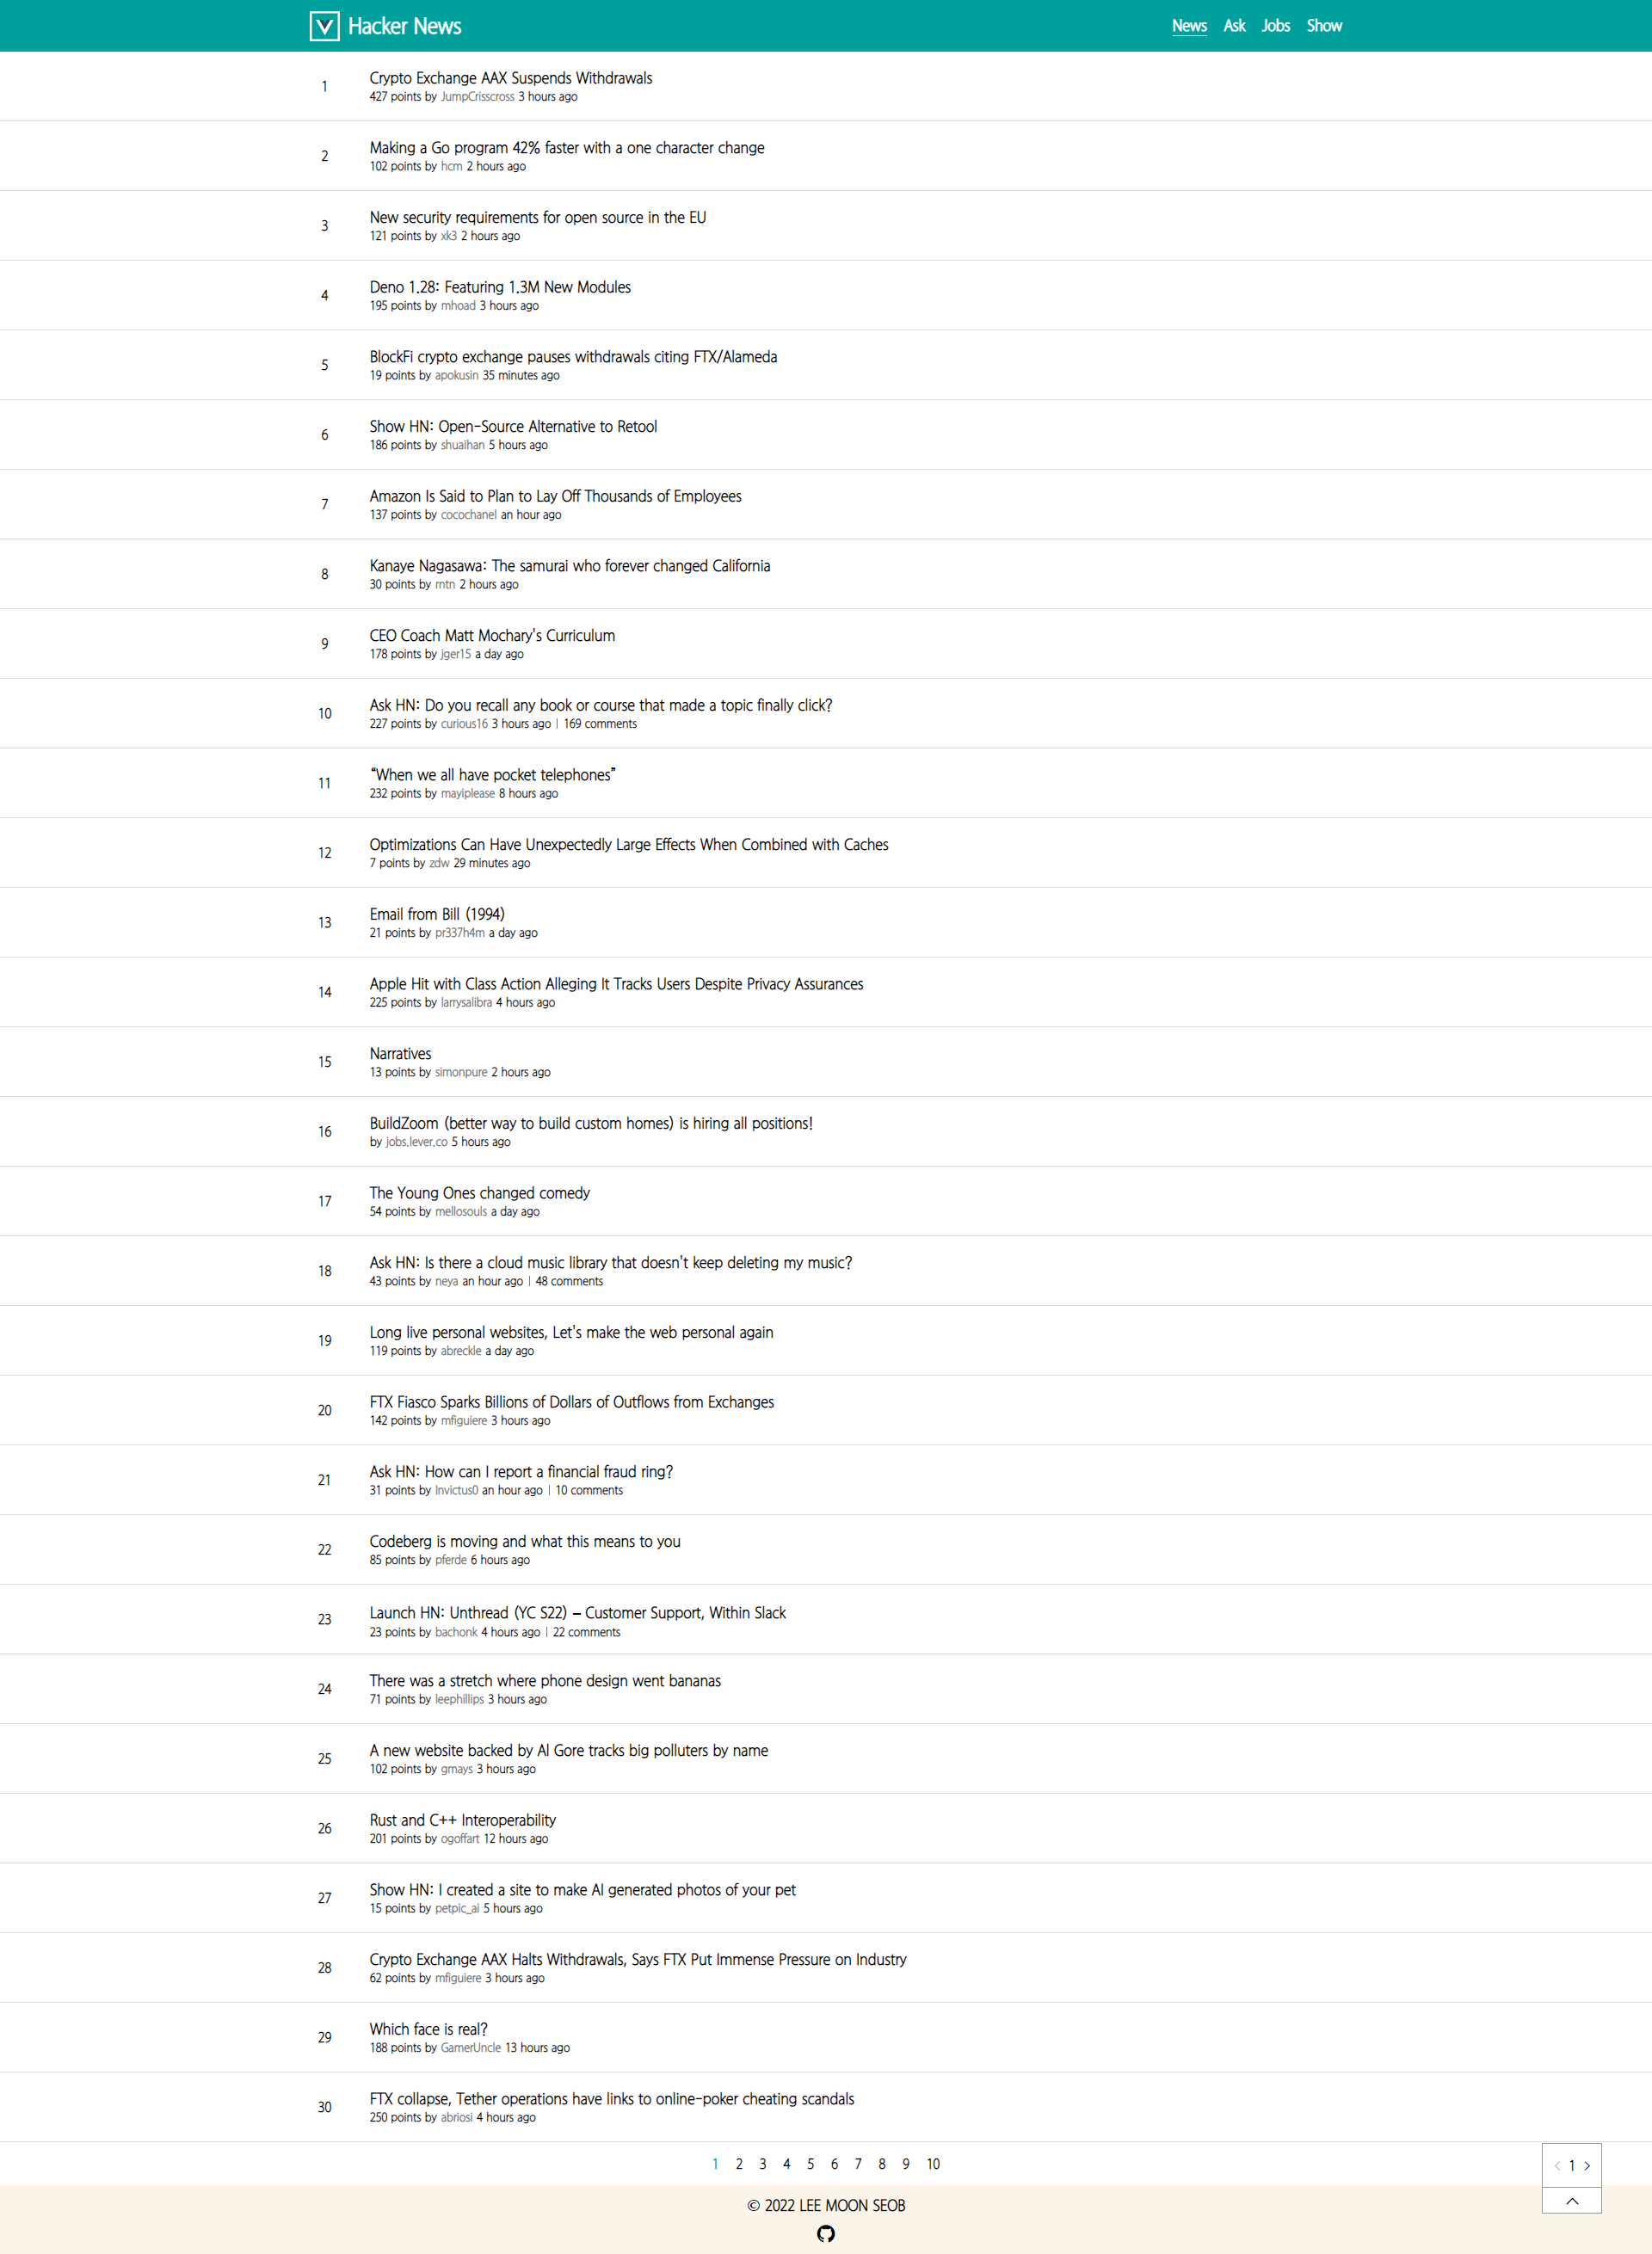 Hacker News
News Ask Jobs Show
1
Crypto Exchange AAX Suspends Withdrawals
427 points by JumpCrisscross 3 hours ago
2
Making a Go program 42% faster with a one character change
102 points by hcm 2 hours ago
3
New security requirements for open source in the EU
121 points by xk3 2 hours ago
4
Deno 1.28: Featuring 1.3M New Modules
195 points by mhoad 3 hours ago
5
BlockFi crypto exchange pauses withdrawals citing FTX/Alameda
19 points by apokusin 35 minutes ago
6
Show HN: Open-Source Alternative to Retool
186 points by shuaihan 5 hours ago
7
Amazon Is Said to Plan to Lay Off Thousands of Employees
137 points by cocochanel an hour ago
8
Kanaye Nagasawa: The samurai who forever changed California
30 points by rntn 2 hours ago
9
CEO Coach Matt Mochary's Curriculum
178 points by jger15 a day ago
10
Ask HN: Do you recall any book or course that made a topic finally click?
227 points by curious16 3 hours ago | 169 comments
11
“When we all have pocket telephones”
232 points by mayiplease 8 hours ago
12
Optimizations Can Have Unexpectedly Large Effects When Combined with Caches
7 points by zdw 29 minutes ago
13
Email from Bill (1994)
21 points by pr337h4m a day ago
14
Apple Hit with Class Action Alleging It Tracks Users Despite Privacy Assurances
225 points by larrysalibra 4 hours ago
15
Narratives
13 points by simonpure 2 hours ago
16
BuildZoom (better way to build custom homes) is hiring all positions!
by jobs.lever.co 5 hours ago
17
The Young Ones changed comedy
54 points by mellosouls a day ago
18
Ask HN: Is there a cloud music library that doesn't keep deleting my music?
43 points by neya an hour ago | 48 comments
19
Long live personal websites, Let's make the web personal again
119 points by abreckle a day ago
20
FTX Fiasco Sparks Billions of Dollars of Outflows from Exchanges
142 points by mfiguiere 3 hours ago
21
Ask HN: How can I report a financial fraud ring?
31 points by Invictus0 an hour ago | 10 comments
22
Codeberg is moving and what this means to you
85 points by pferde 6 hours ago
23
Launch HN: Unthread (YC S22) – Customer Support, Within Slack
23 points by bachonk 4 hours ago | 22 comments
24
There was a stretch where phone design went bananas
71 points by leephillips 3 hours ago
25
A new website backed by Al Gore tracks big polluters by name
102 points by gmays 3 hours ago
26
Rust and C++ Interoperability
201 points by ogoffart 12 hours ago
27
Show HN: I created a site to make AI generated photos of your pet
15 points by petpic_ai 5 hours ago
28
Crypto Exchange AAX Halts Withdrawals, Says FTX Put Immense Pressure on Industry
62 points by mfiguiere 3 hours ago
29
Which face is real?
188 points by GamerUncle 13 hours ago
30
FTX collapse, Tether operations have links to online-poker cheating scandals
250 points by abriosi 4 hours ago
1 2 3 4 5 6 7 8 9 10
< 1 >
© 2022 LEE MOON SEOB